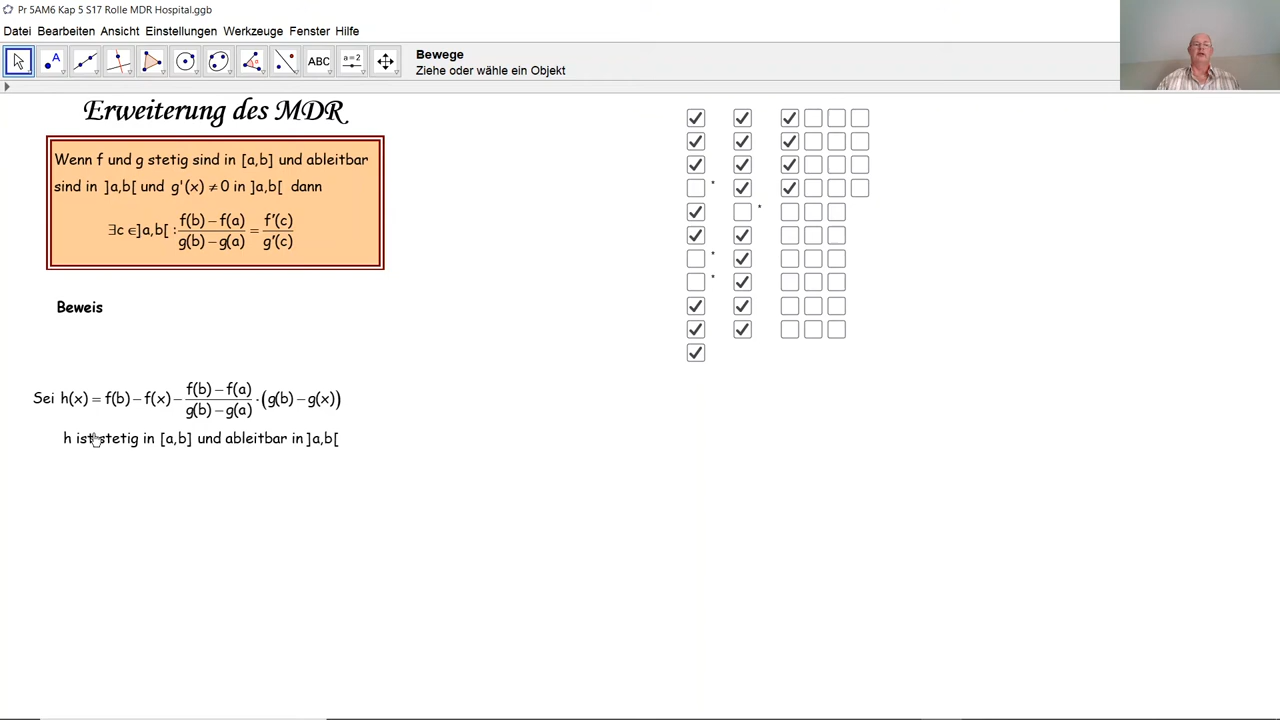 Pr 5AM6 Kap 5 S17 Rolle MDR Hospital.ggb
Datei Bearbeiten Ansicht Einstellungen Werkzeuge Fenster Hilfe
A ABC a=2
Bewege
Ziehe oder wähle ein Objekt
Erweiterung des MDR
Wenn f und g stetig sind in [a,b] und ableitbar
sind in ]a,b[ und g'(x) ≠ 0 in ]a,b[ dann
∃c ∈]a,b[ : (f(b) − f(a))/(g(b) − g(a)) = f'(c)/g'(c)
Beweis
Sei h(x) = f(b) − f(x) − (f(b) − f(a))/(g(b) − g(a)) · (g(b) − g(x))
h ist stetig in [a,b] und ableitbar in ]a,b[